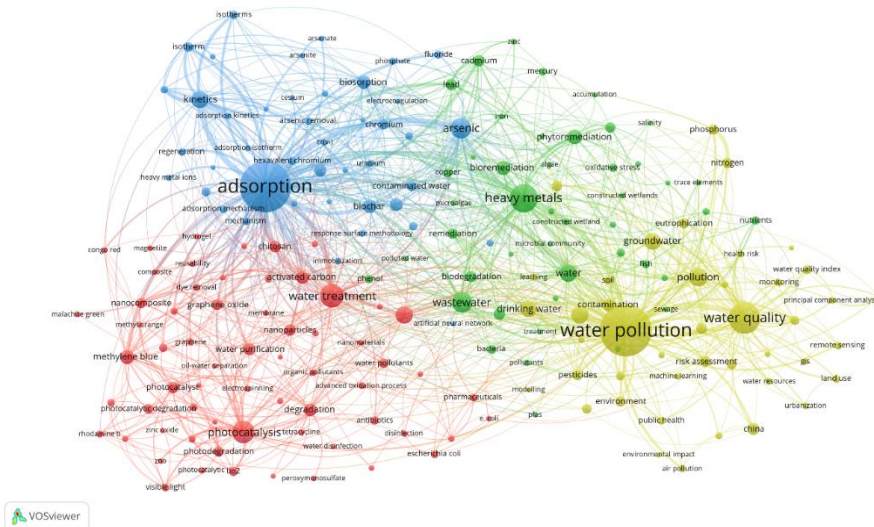 isotherms
isotherm
arsenate
arsenite
phosphate
fluoride
zinc
cadmium
mercury
lead
biosorption
kinetics
cesium
electrocoagulation
accumulation
adsorption kinetics
arsenic removal
chromium
arsenic
iron
phytoremediation
salinity
phosphorus
regeneration
adsorption isotherm
hexavalent chromium
uranium
copper
bioremediation
algae
oxidative stress
nitrogen
heavy metal ions
adsorption
contaminated water
heavy metals
constructed wetlands
trace elements
adsorption mechanism
mechanism
biochar
microalgae
constructed wetland
eutrophication
nutrients
response surface methodology
remediation
microbial community
groundwater
congo red
magnetite
hydrogel
chitosan
polluted water
health risk
composite
reusability
immobilization
water
fish
dye removal
activated carbon
phenol
biodegradation
leaching
soil
pollution
water quality index
monitoring
nanocomposite
graphene oxide
water treatment
wastewater
drinking water
contamination
sewage
principal component analys
malachite green
methyl orange
membrane
artificial neural network
water quality
graphene
nanoparticles
treatment
water pollution
nanomaterials
remote sensing
methylene blue
water purification
bacteria
oil-water separation
water pollutants
pollutants
risk assessment
gis
organic pollutants
pesticides
machine learning
land use
photocatalyst
electrospinning
advanced oxidation process
modelling
water resources
pharmaceuticals
environment
photocatalytic degradation
degradation
pfas
urbanization
e. coli
zinc oxide
antibiotics
public health
rhodamine b
photocatalysis
tetracycline
disinfection
china
photodegradation
water disinfection
escherichia coli
environmental impact
zno
photocatalytic
tio2
air pollution
visible light
peroxymonosulfate
VOSviewer